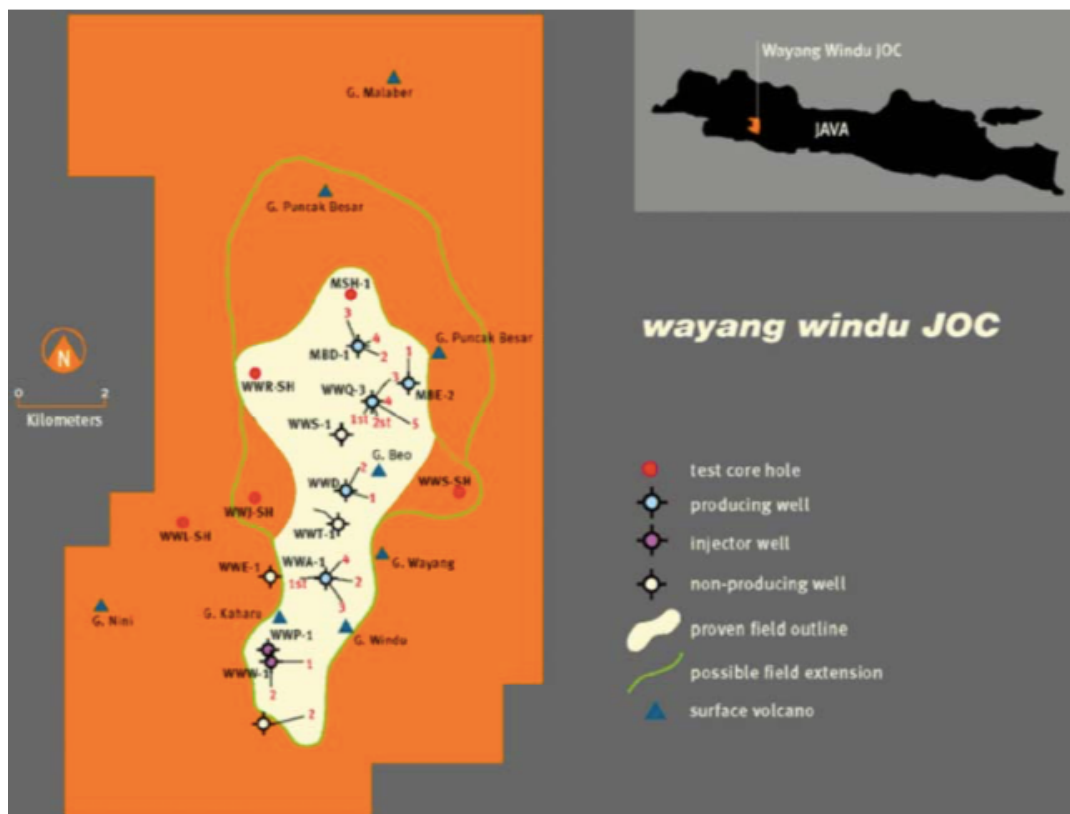 Wayang Windu JOC
JAVA
G. Malaber
G. Puncak Besar
MSH-1
3
4
MBD-1
2
G. Puncak Besar
1
WWR-SH
WWQ-3
3
MBE-2
4
1st
2st
5
WWS-1
G. Beo
2
WWD
1
WWS-SH
WWJ-SH
WWL-SH
WWT-1
WWE-1
WWA-1
4
G. Wayang
1st
2
3
G. Nini
G. Kaharu
G. Windu
WWP-1
WWW-1
1
2
2
N
0
2
Kilometers
wayang windu JOC
test core hole
producing well
injector well
non-producing well
proven field outline
possible field extension
surface volcano